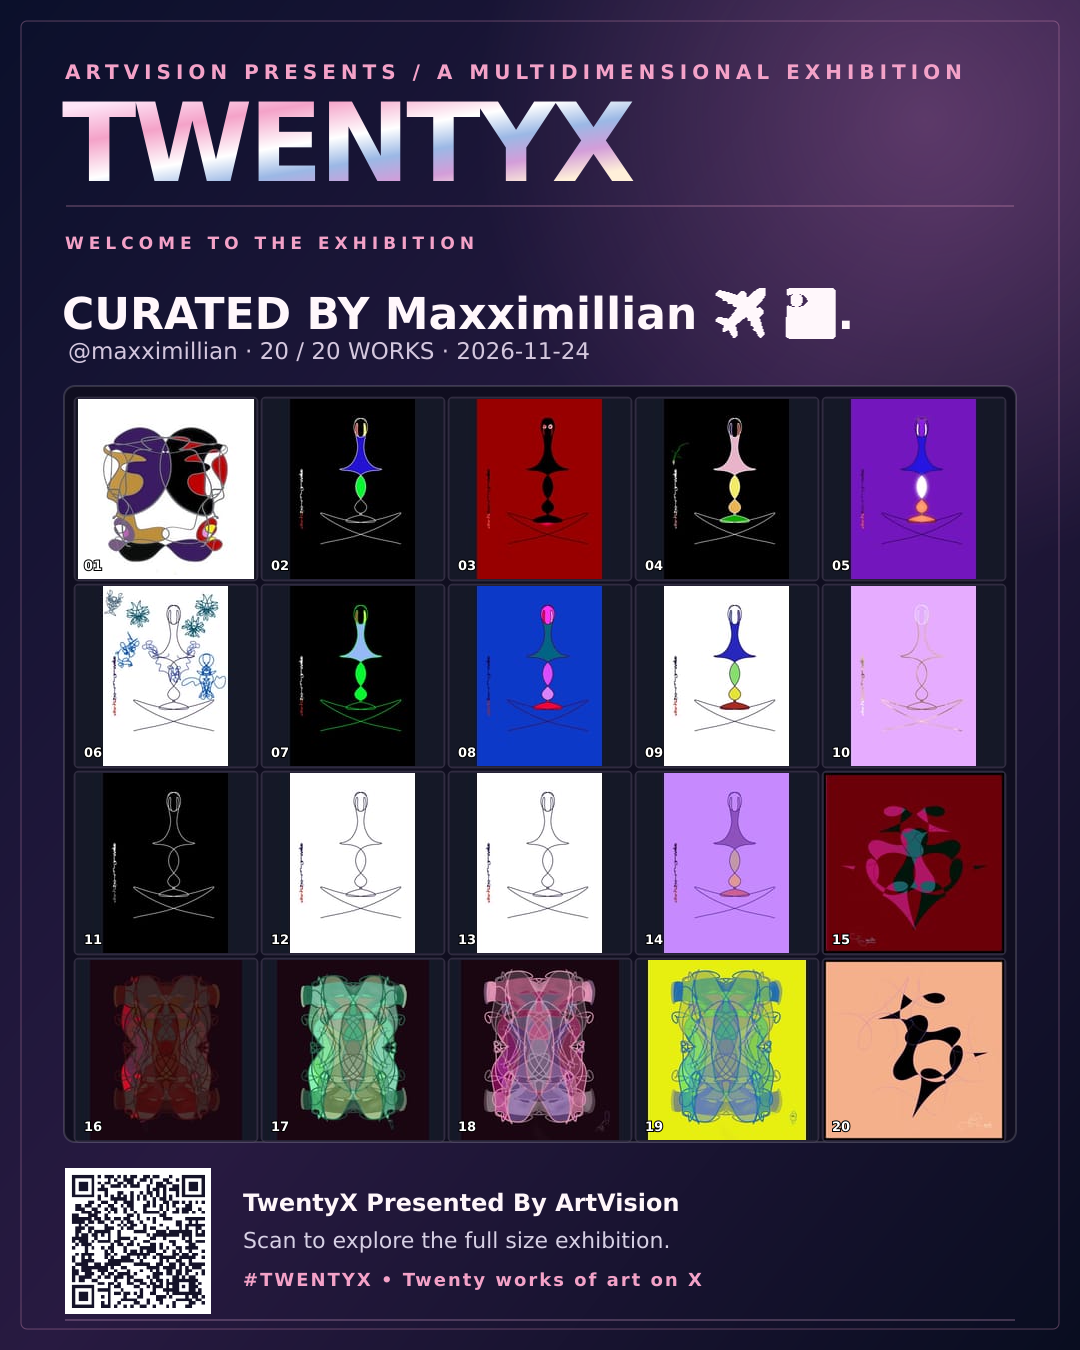 ARTVISION PRESENTS / A MULTIDIMENSIONAL EXHIBITION
TWENTYX
WELCOME TO THE EXHIBITION
CURATED BY Maxximillian ✈ .
@maxximillian · 20 / 20 WORKS · 2026-11-24
01
02
03
04
05
06
07
08
09
10
11
12
13
14
15
16
17
18
19
20
TwentyX Presented By ArtVision
Scan to explore the full size exhibition.
#TWENTYX • Twenty works of art on X